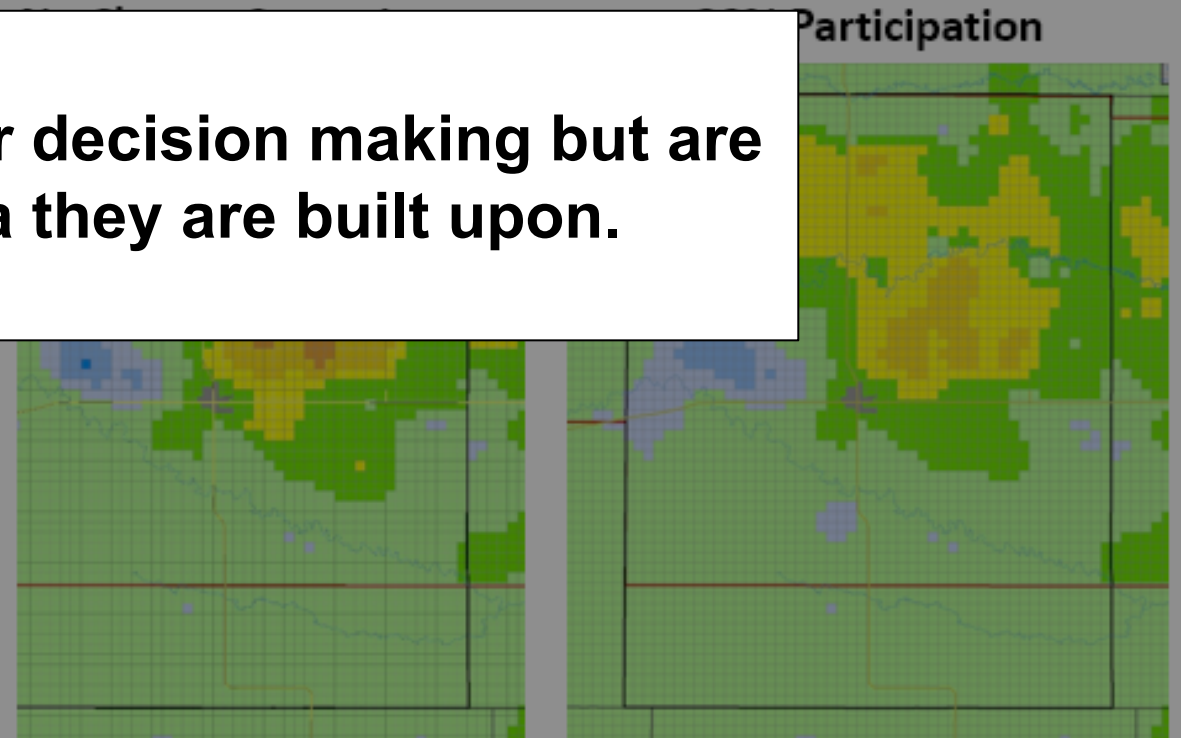 Participation
r decision making but are
a they are built upon.